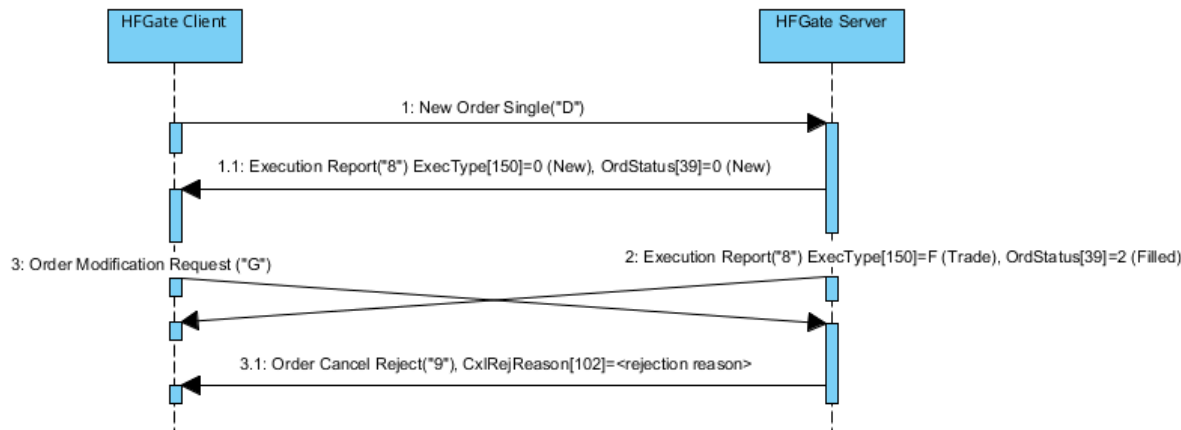 HFGate Client
HFGate Server
1: New Order Single("D")
1.1: Execution Report("8") ExecType[150]=0 (New), OrdStatus[39]=0 (New)
2: Execution Report("8") ExecType[150]=F (Trade), OrdStatus[39]=2 (Filled)
3: Order Modification Request ("G")
3.1: Order Cancel Reject("9"), CxlRejReason[102]=<rejection reason>